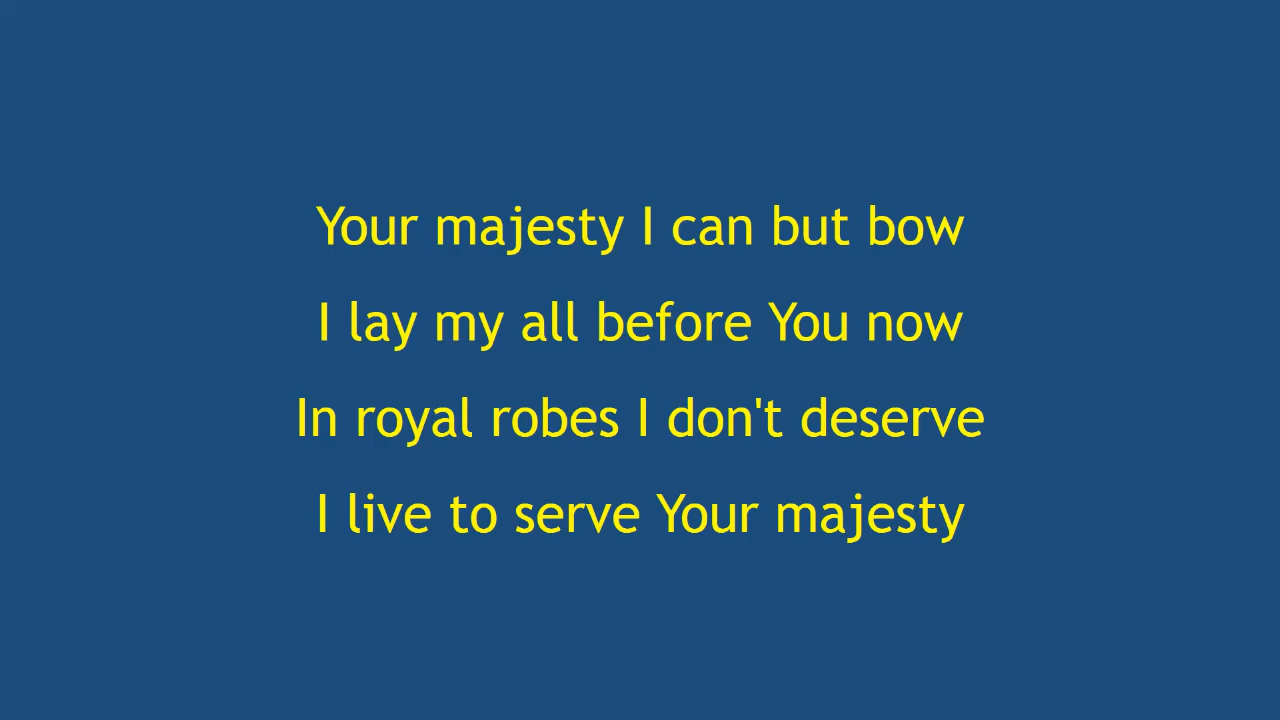 Your majesty I can but bow
I lay my all before You now
In royal robes I don't deserve
I live to serve Your majesty